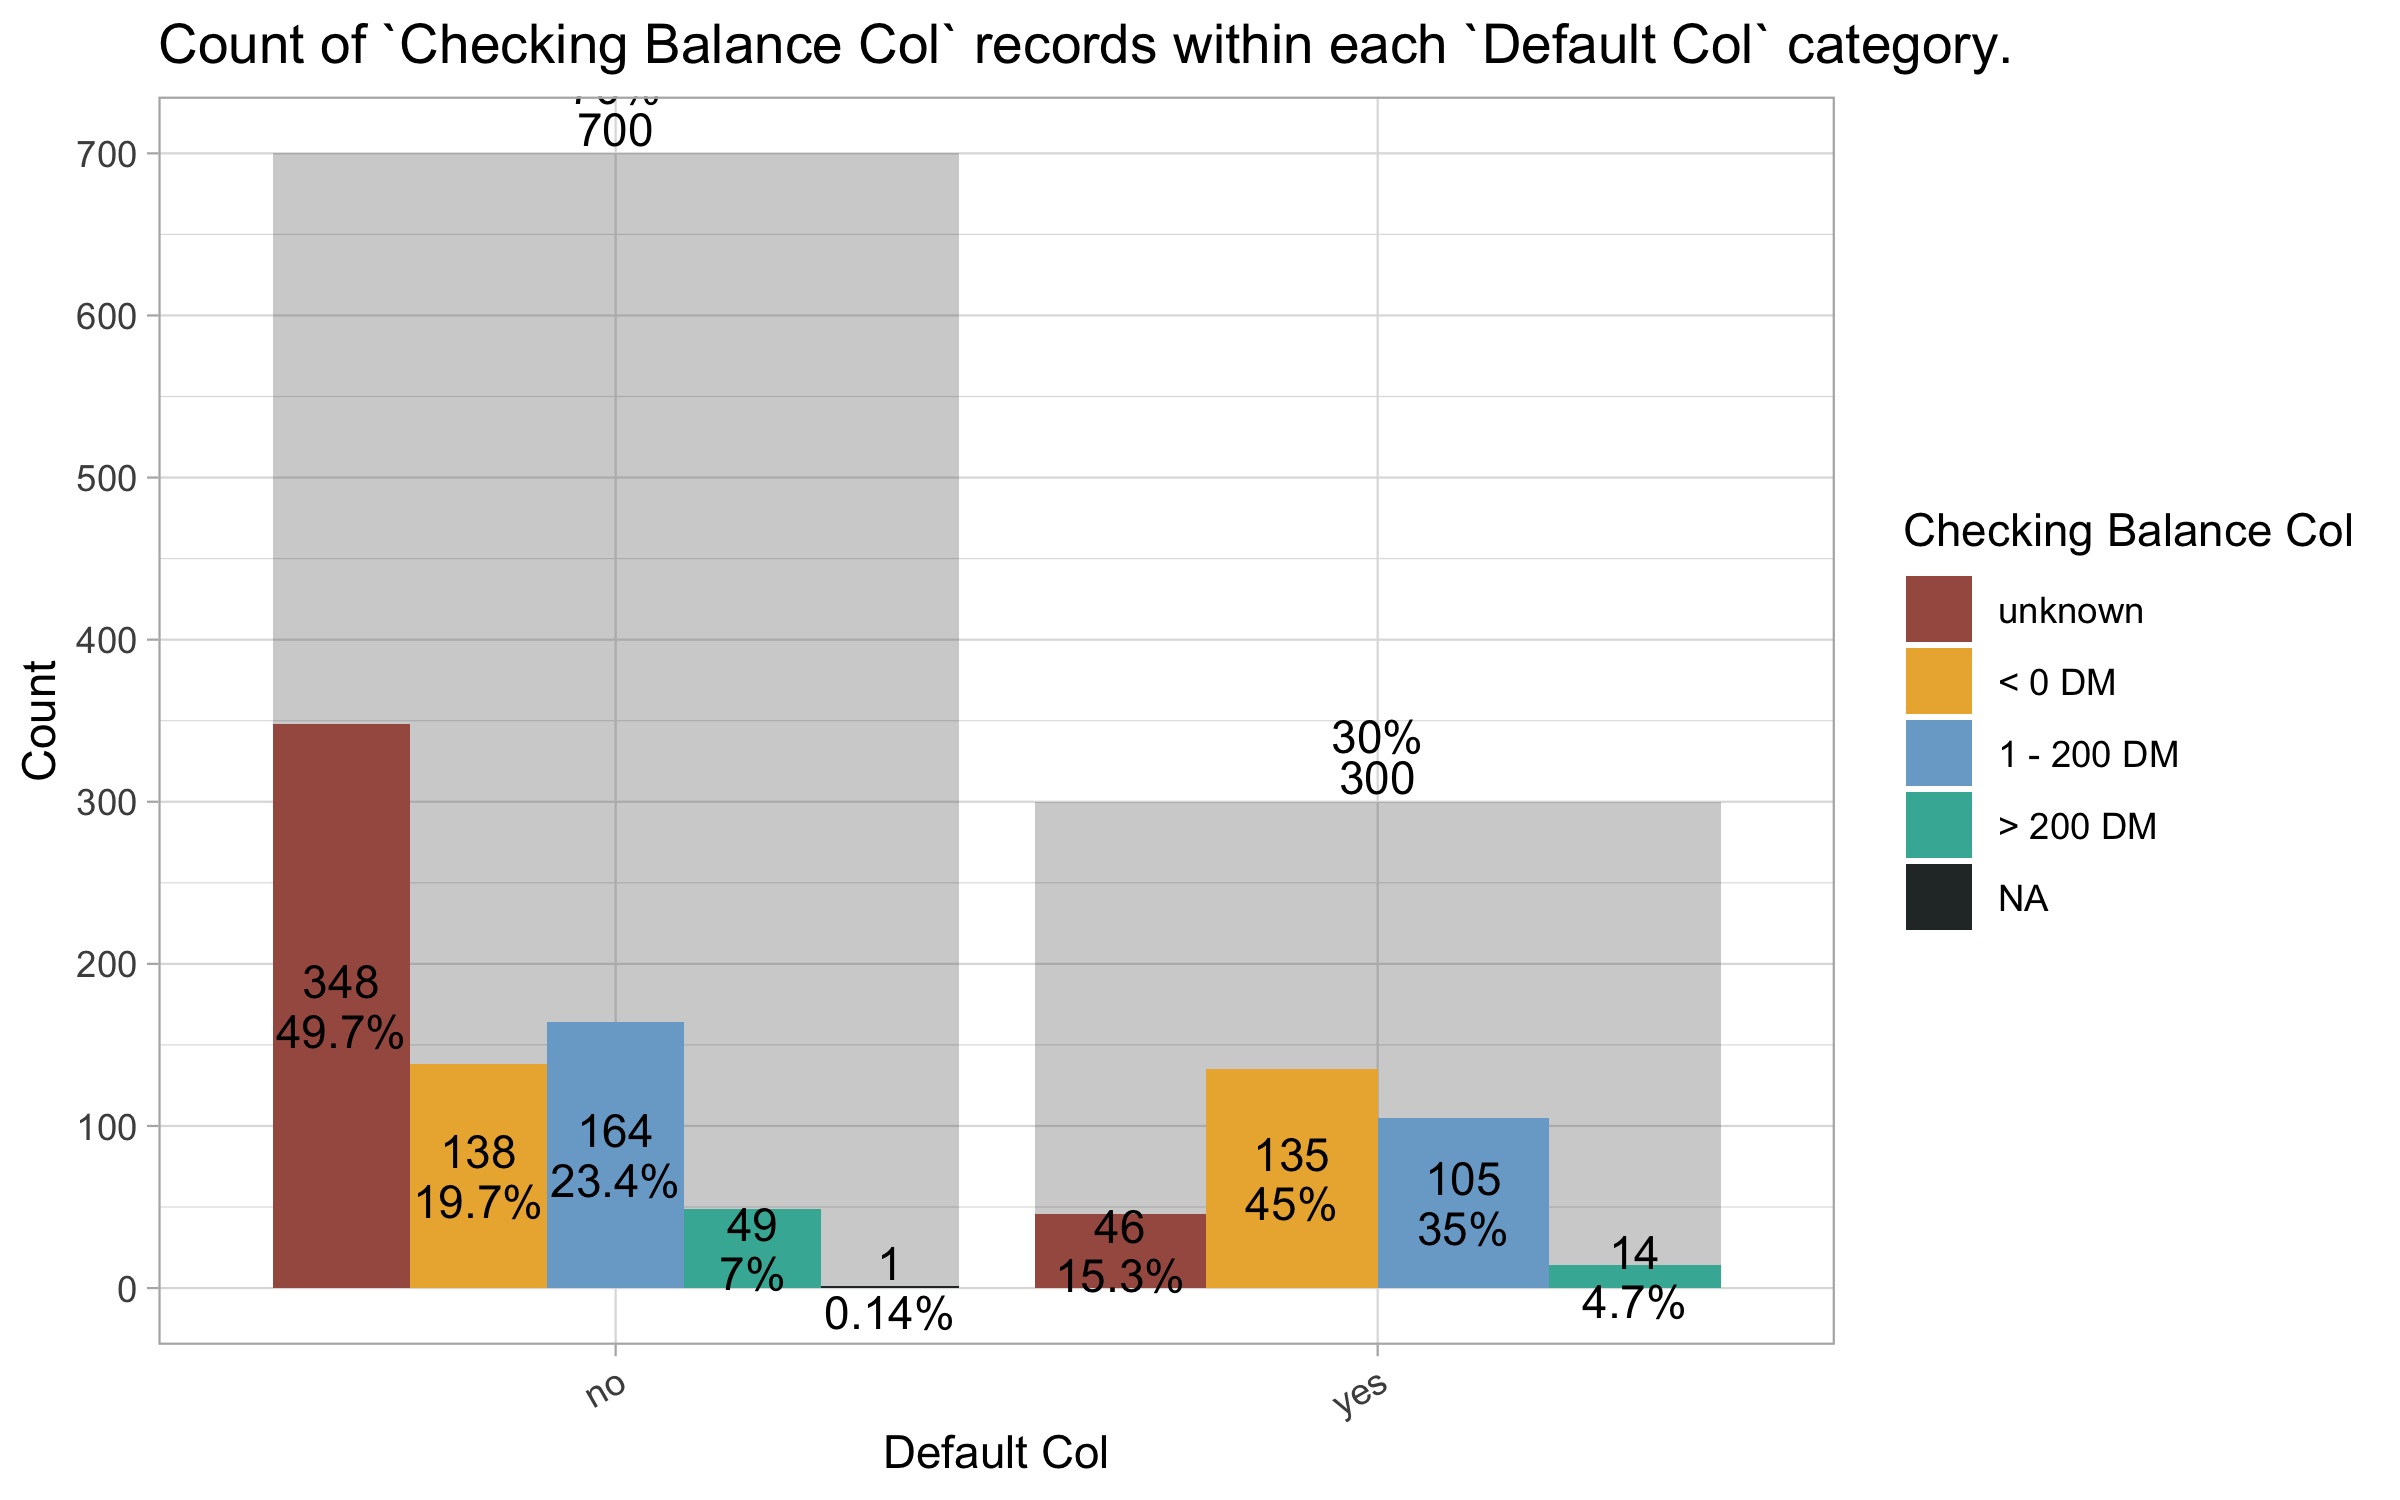 Count of `Checking Balance Col` records within each `Default Col` category.
700
700
600
500
400
300
200
100
0
Count
348
49.7%
138
19.7%
164
23.4%
49
7%
1
0.14%
30%
300
46
15.3%
135
45%
105
35%
14
4.7%
no
yes
Default Col
Checking Balance Col
unknown
< 0 DM
1 - 200 DM
> 200 DM
NA